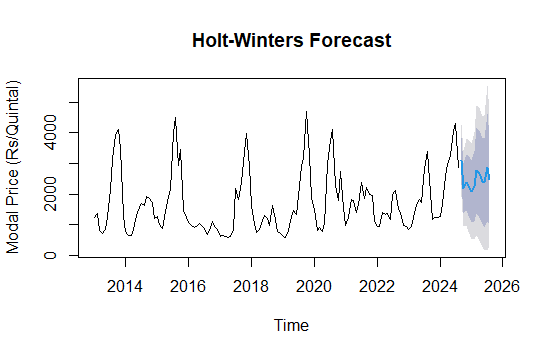 Holt-Winters Forecast
Modal Price (Rs/Quintal)
4000
2000
0
2014 2016 2018 2020 2022 2024 2026
Time